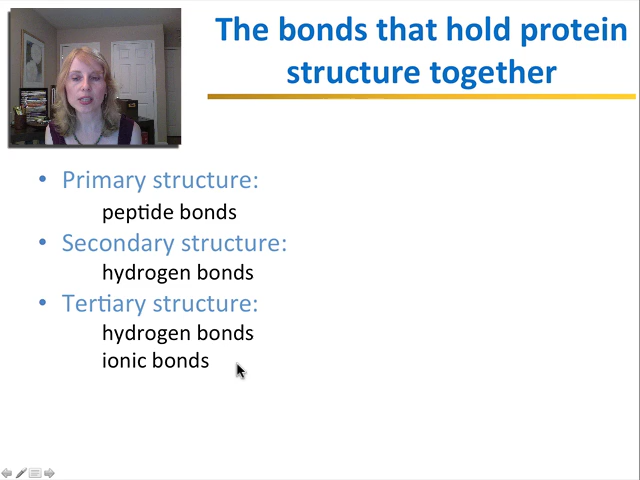 The bonds that hold protein
structure together
• Primary structure:
peptide bonds
• Secondary structure:
hydrogen bonds
• Tertiary structure:
hydrogen bonds
ionic bonds